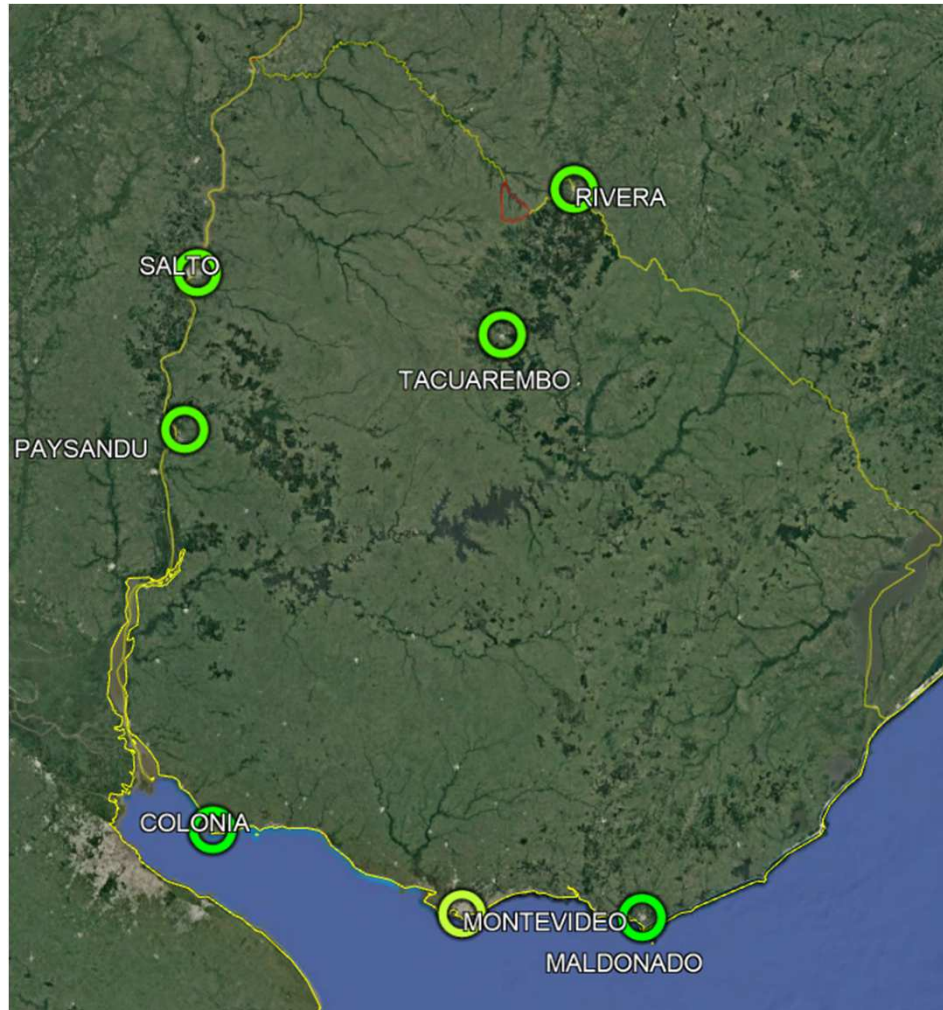 RIVERA
SALTO
TACUAREMBO
PAYSANDU
COLONIA
MONTEVIDEO
MALDONADO